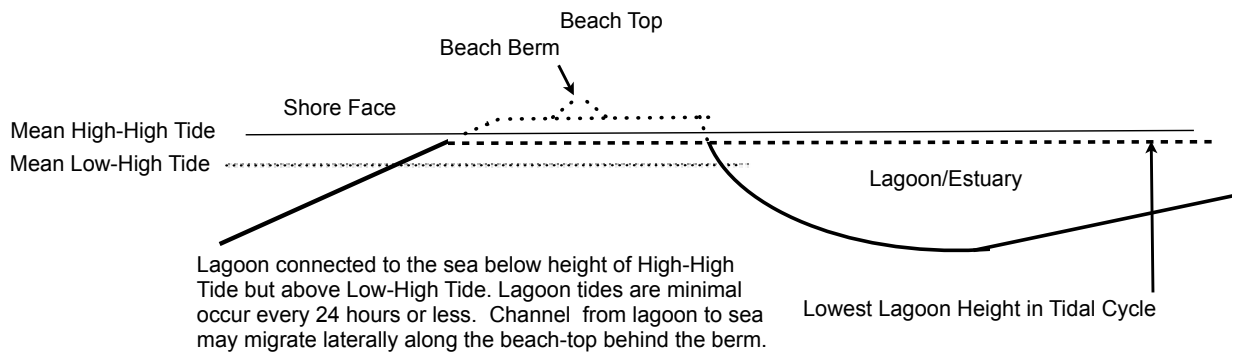 Beach Top
Beach Berm
Shore Face
Mean High-High Tide
Mean Low-High Tide
Lagoon/Estuary
Lagoon connected to the sea below height of High-High
Tide but above Low-High Tide. Lagoon tides are minimal
occur every 24 hours or less.  Channel  from lagoon to sea
may migrate laterally along the beach-top behind the berm.
Lowest Lagoon Height in Tidal Cycle